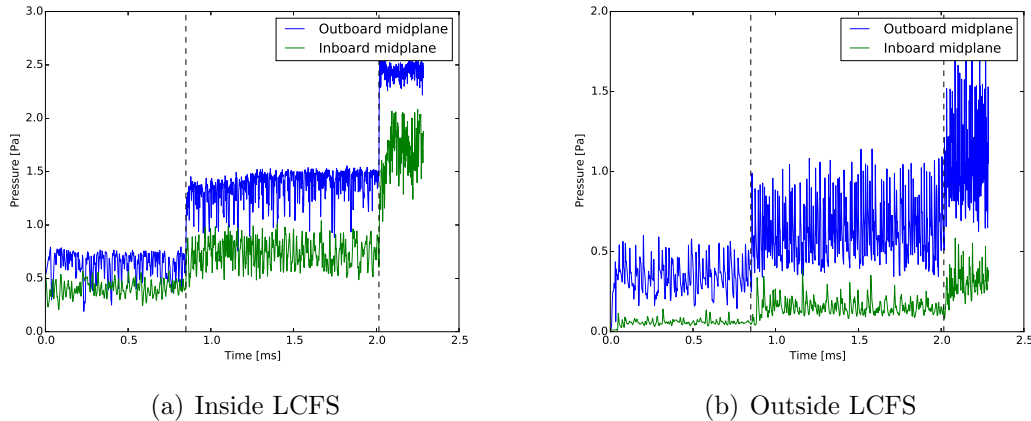 3.0
2.5
2.0
1.5
1.0
0.5
0.0
Pressure [Pa]
0.0 0.5 1.0 1.5 2.0 2.5
Time [ms]
Outboard midplane
Inboard midplane
(a) Inside LCFS
2.0
1.5
1.0
0.5
0.0
Pressure [Pa]
0.0 0.5 1.0 1.5 2.0 2.5
Time [ms]
Outboard midplane
Inboard midplane
(b) Outside LCFS